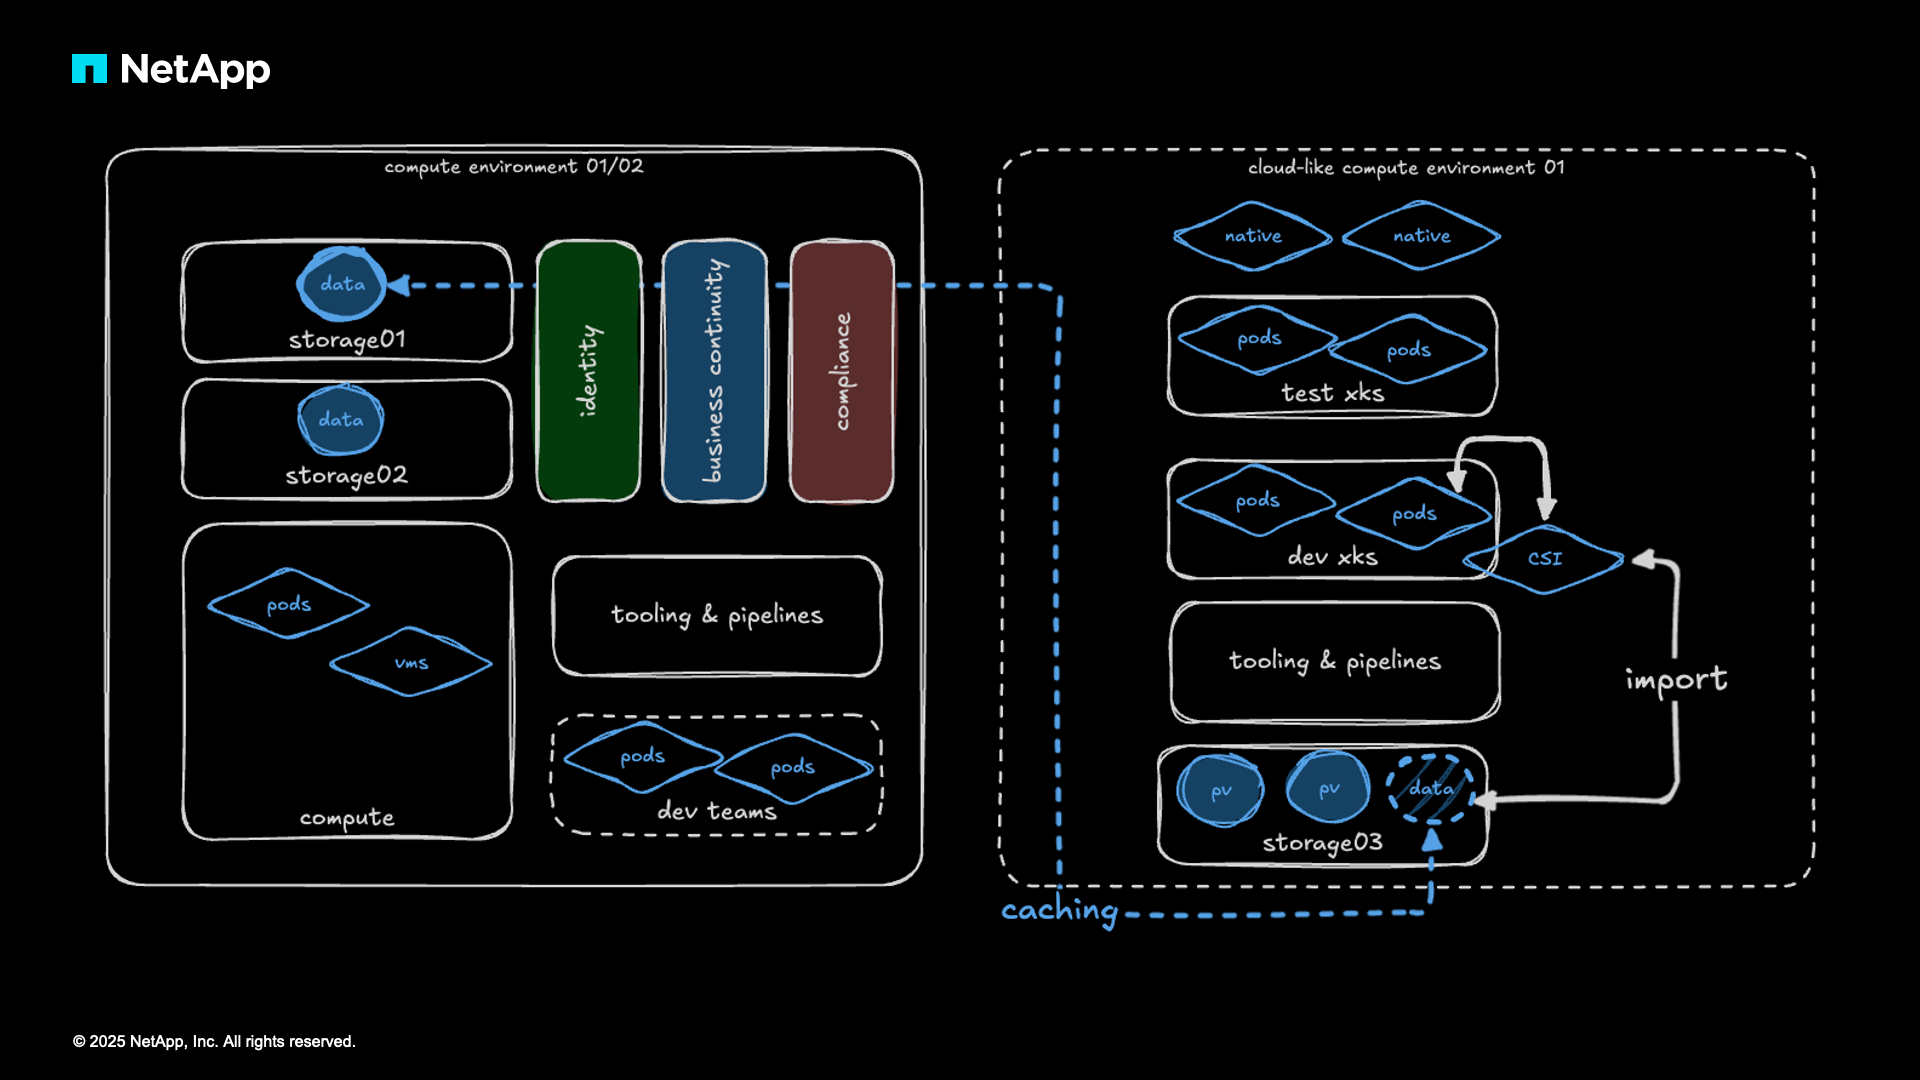 NetApp
compute environment 01/02
data
storage01
data
storage02
identity
business continuity
compliance
pods
vms
compute
tooling & pipelines
pods
pods
dev teams
cloud-like compute environment 01
native
native
pods
pods
test xks
pods
pods
dev xks
CSI
tooling & pipelines
import
pv
pv
data
storage03
caching
© 2025 NetApp, Inc. All rights reserved.